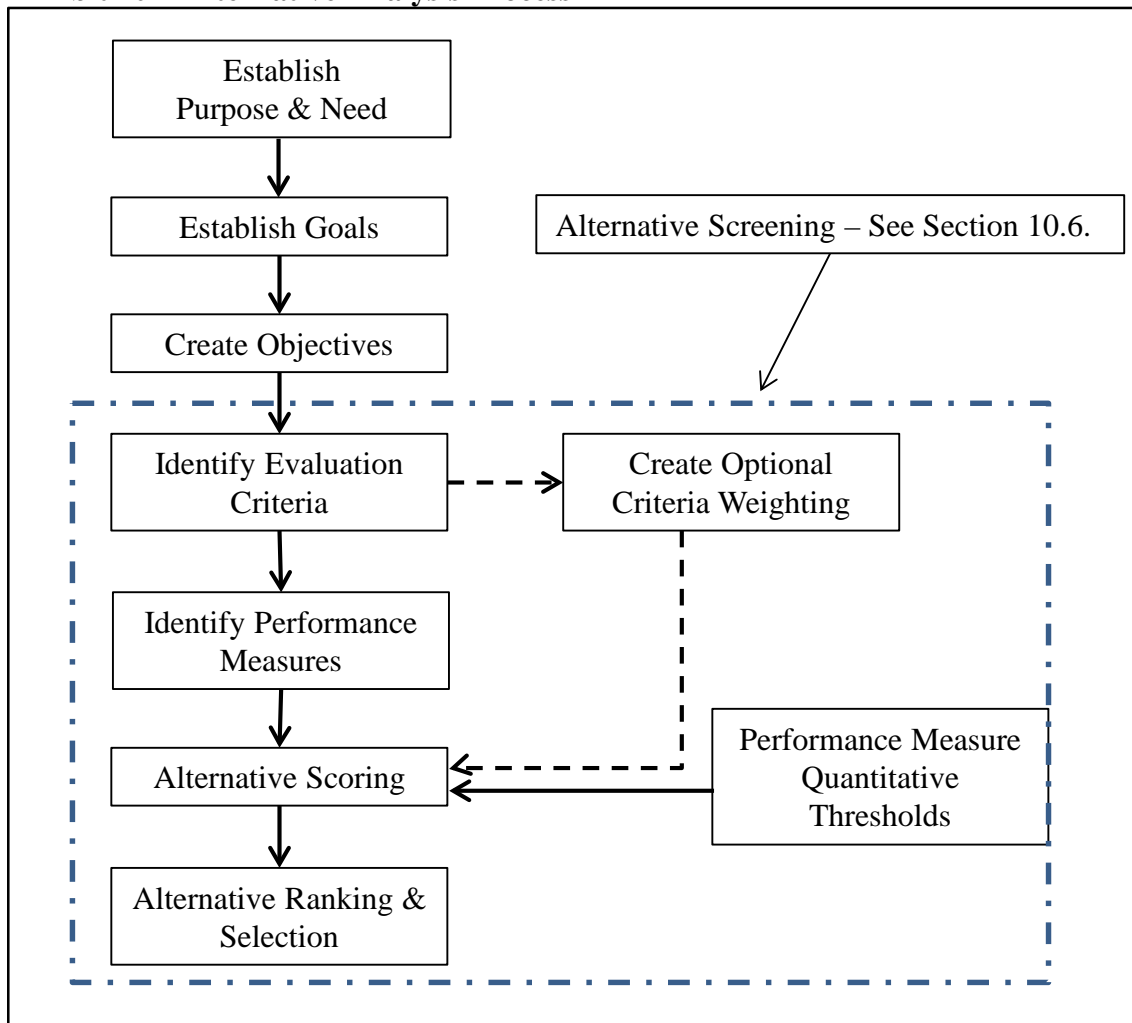 Establish
Purpose & Need
Establish Goals
Alternative Screening – See Section 10.6.
Create Objectives
Identify Evaluation
Criteria
Create Optional
Criteria Weighting
Identify Performance
Measures
Performance Measure
Quantitative
Thresholds
Alternative Scoring
Alternative Ranking &
Selection